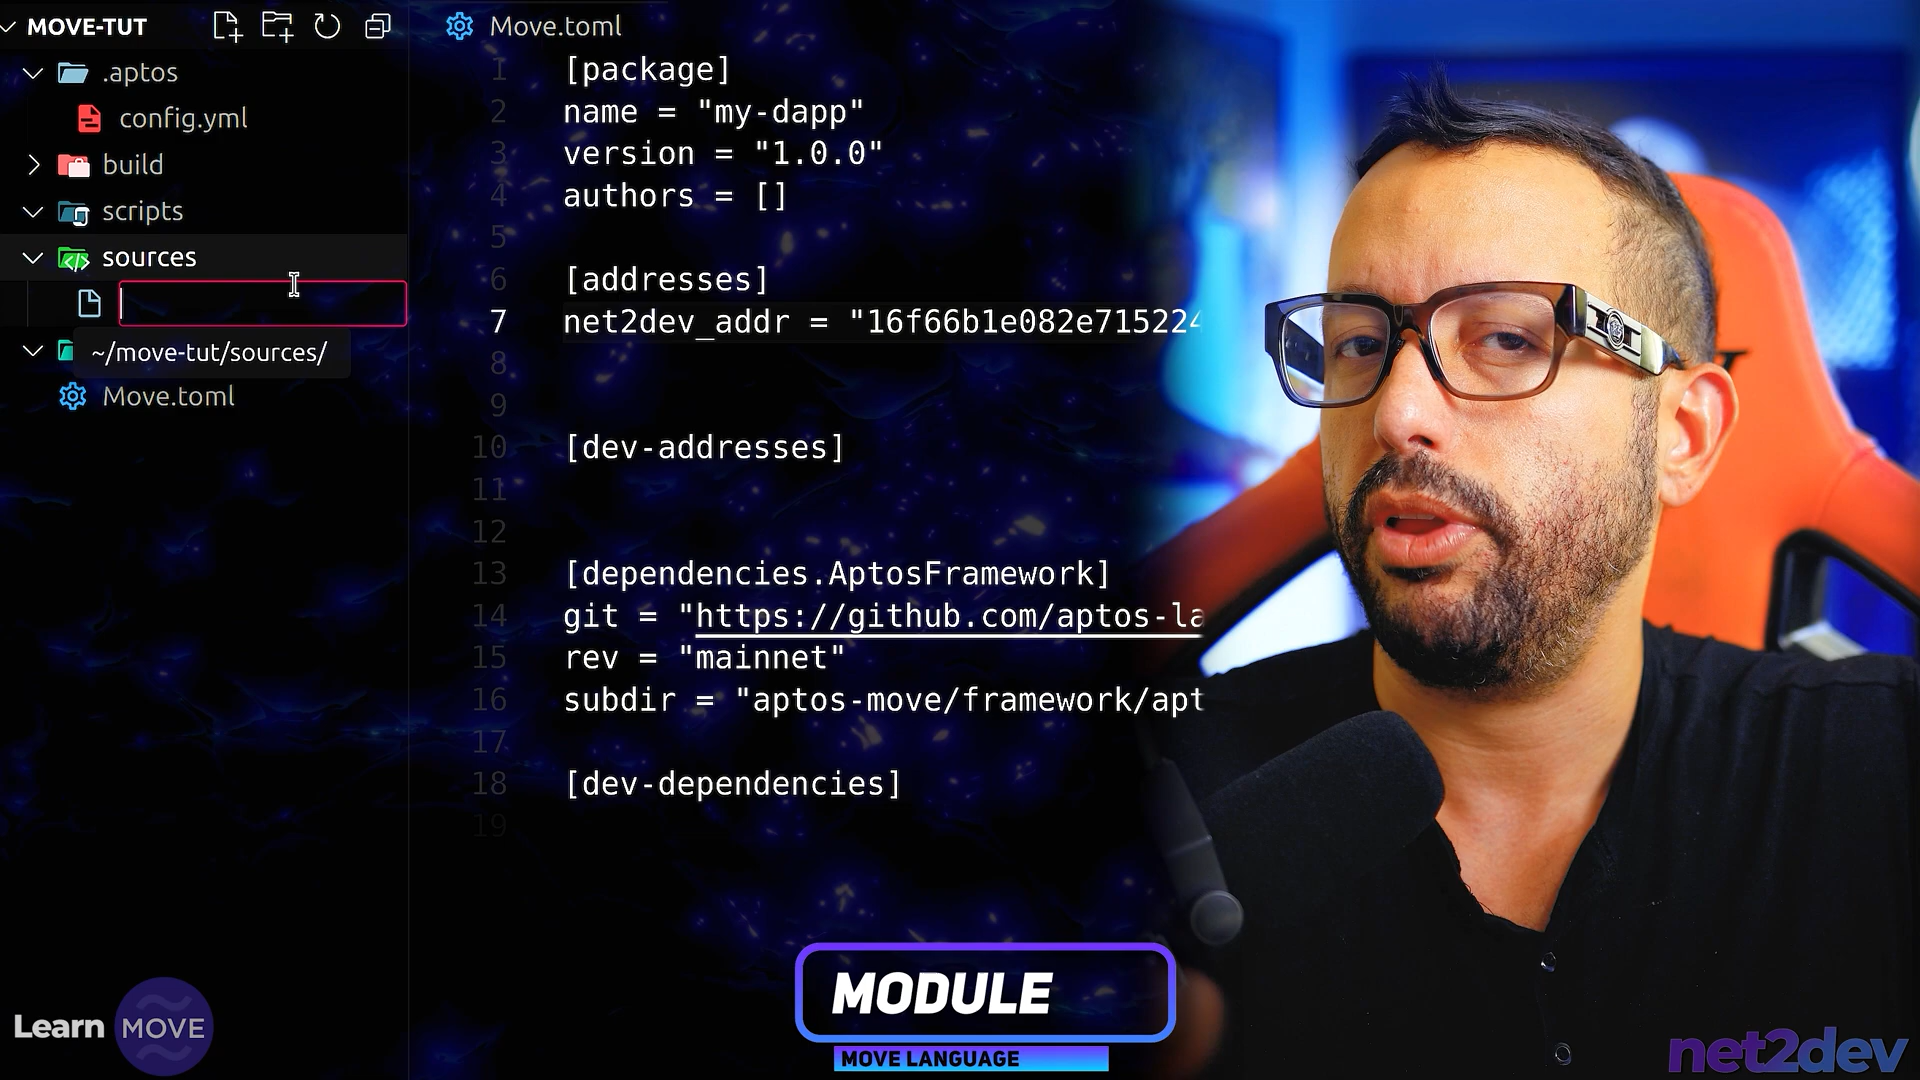 MOVE-TUT
.aptos
config.yml
build
scripts
sources
~/move-tut/sources/
Move.toml
Move.toml
1 [package]
2 name = "my-dapp"
3 version = "1.0.0"
4 authors = []
5
6 [addresses]
7 net2dev_addr = "16f66b1e082e715224
8
9
10 [dev-addresses]
11
12
13 [dependencies.AptosFramework]
14 git = "https://github.com/aptos-la
15 rev = "mainnet"
16 subdir = "aptos-move/framework/apt
17
18 [dev-dependencies]
19
MODULE
MOVE LANGUAGE
Learn MOVE
net2dev